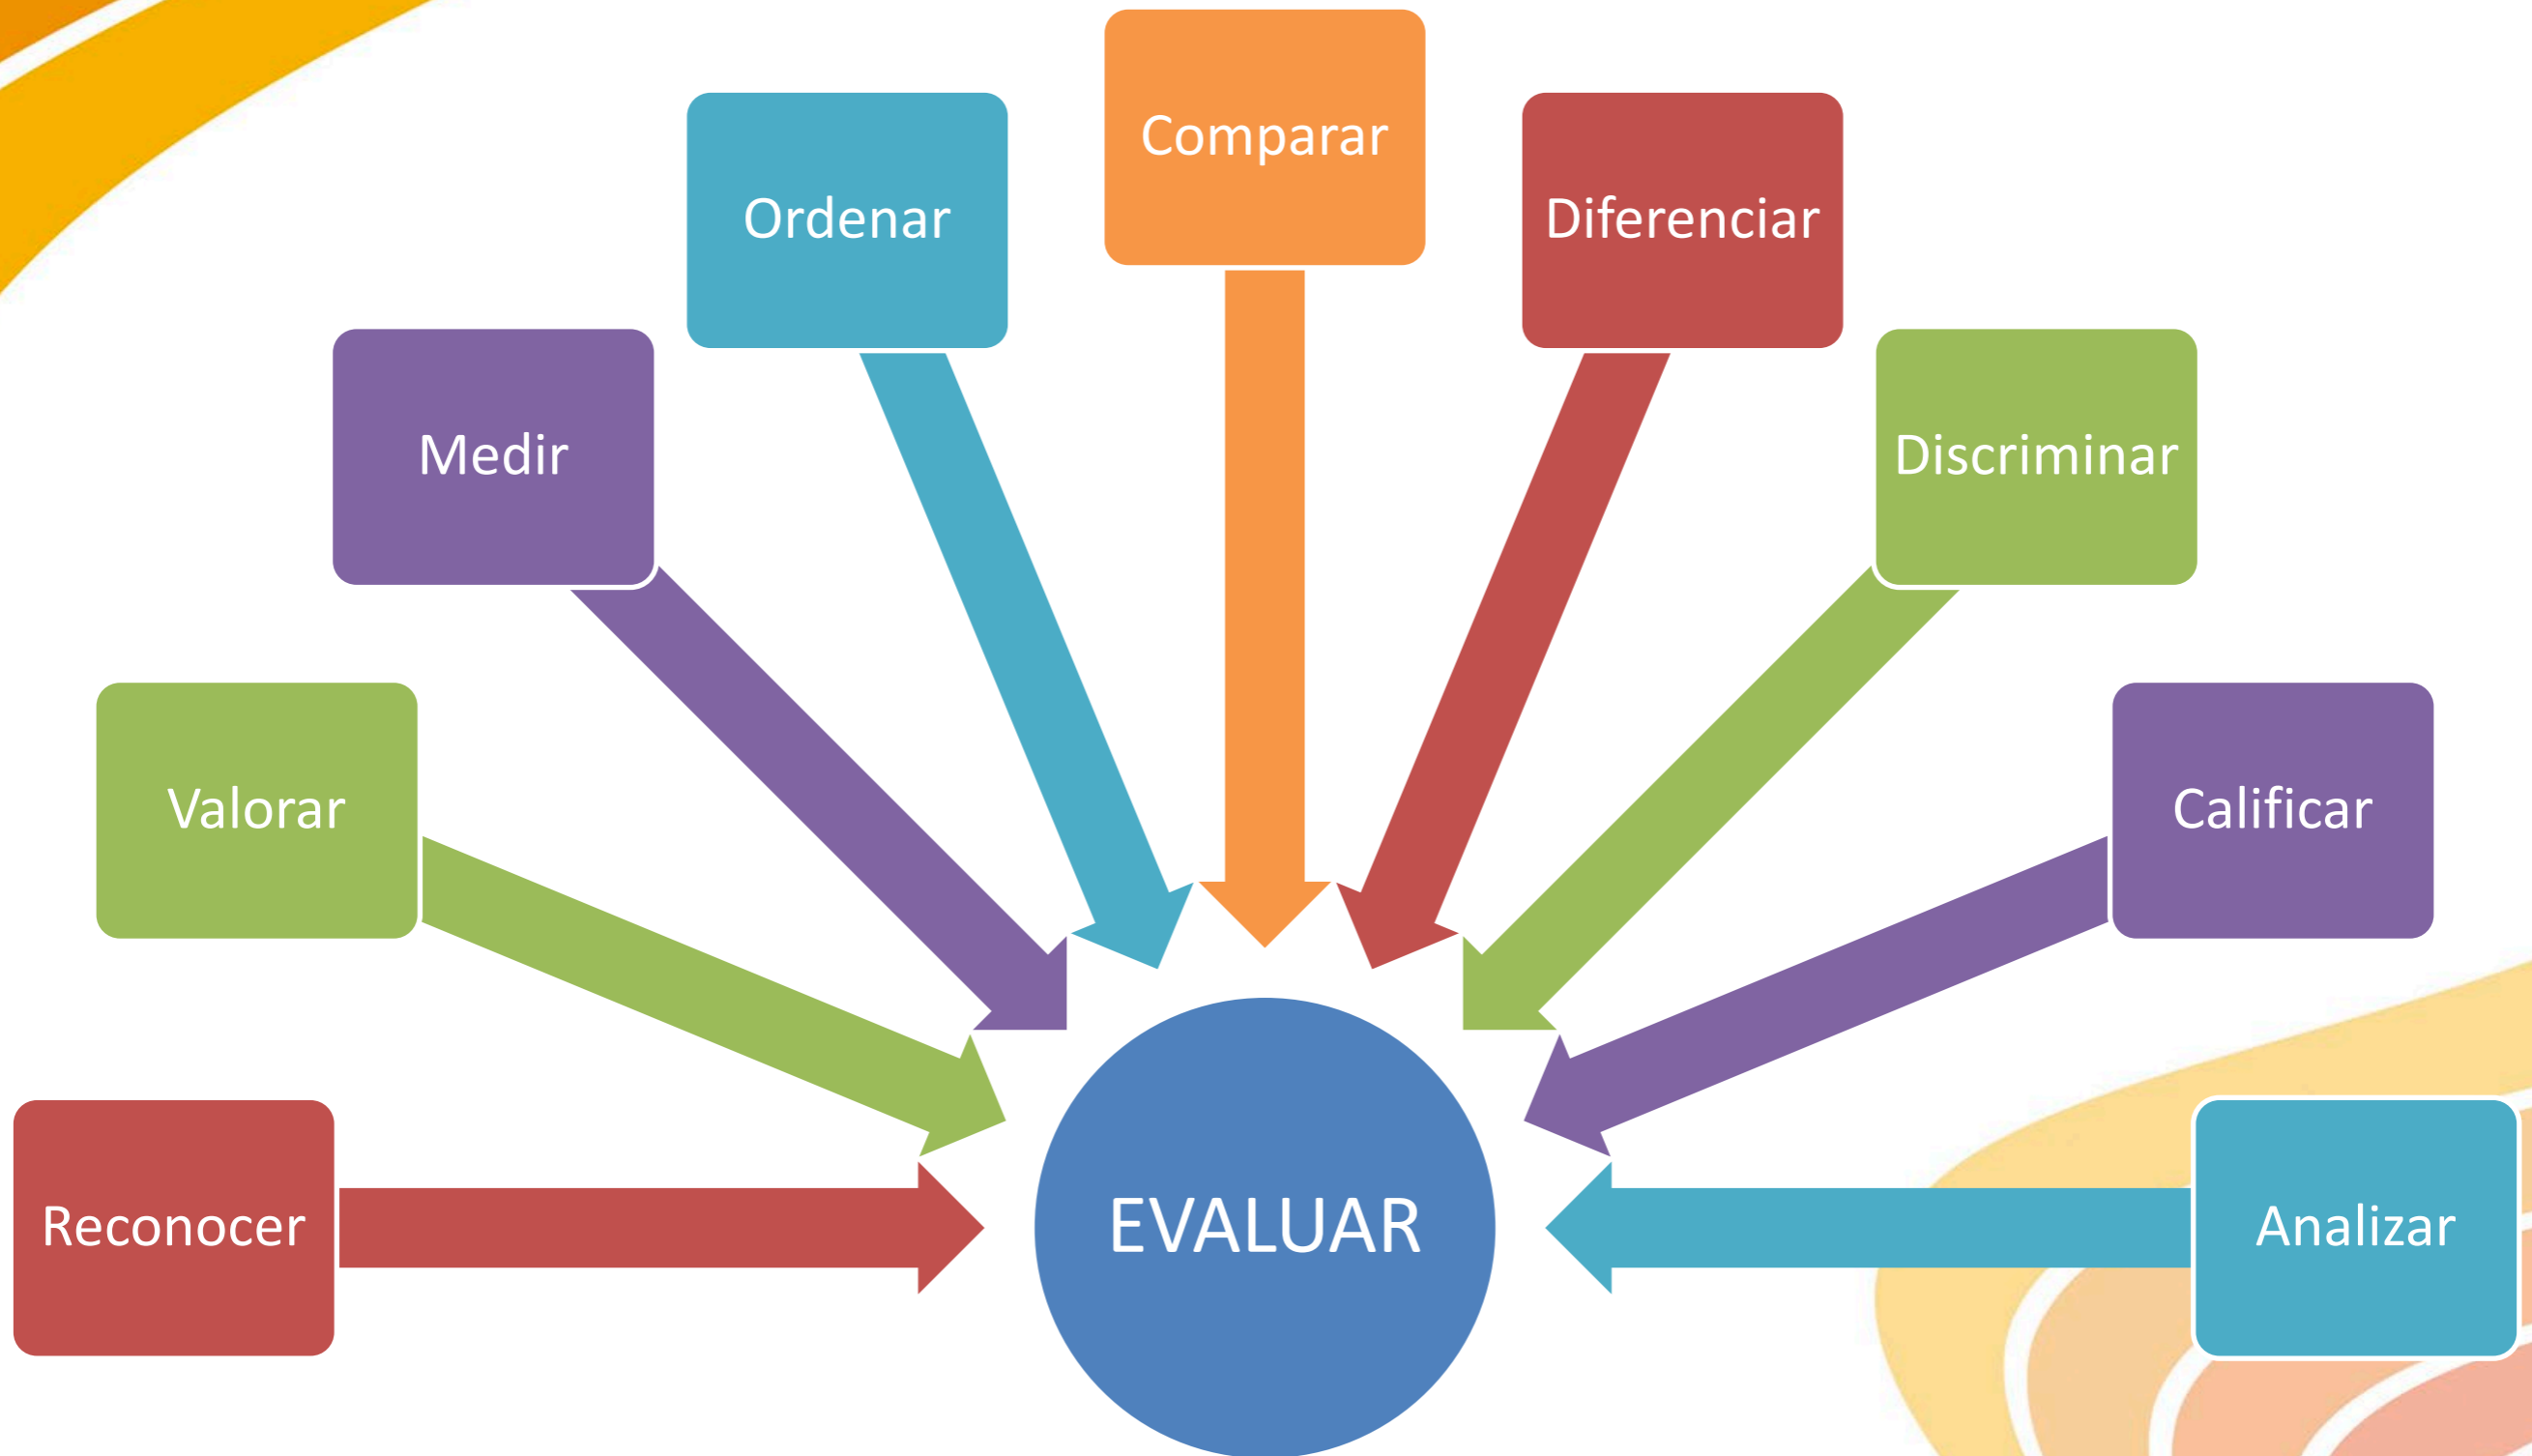 Comparar
Ordenar
Diferenciar
Medir
Discriminar
Valorar
Calificar
Reconocer
EVALUAR
Analizar